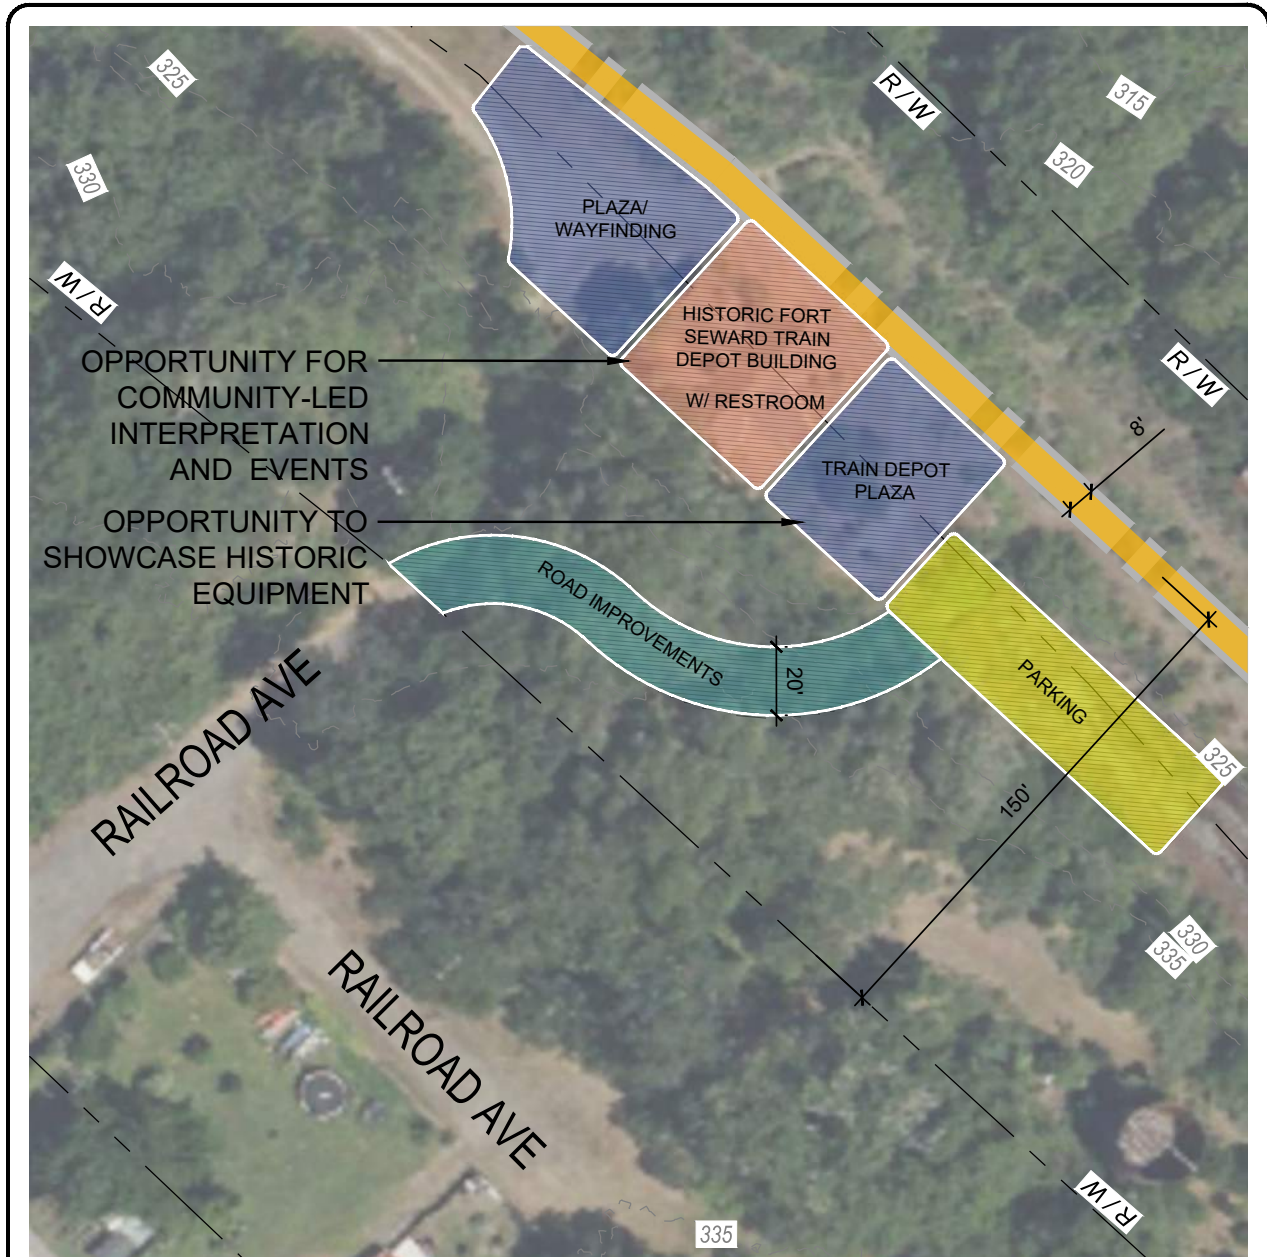 325
330
R/W
315
320
R/W
R/W
PLAZA/
WAYFINDING
HISTORIC FORT
SEWARD TRAIN
DEPOT BUILDING
W/ RESTROOM
OPPORTUNITY FOR
COMMUNITY-LED
INTERPRETATION
AND EVENTS
8'
TRAIN DEPOT
PLAZA
OPPORTUNITY TO
SHOWCASE HISTORIC
EQUIPMENT
ROAD IMPROVEMENTS
20'
PARKING
RAILROAD AVE
150'
325
330
335
RAILROAD AVE
R/W
335